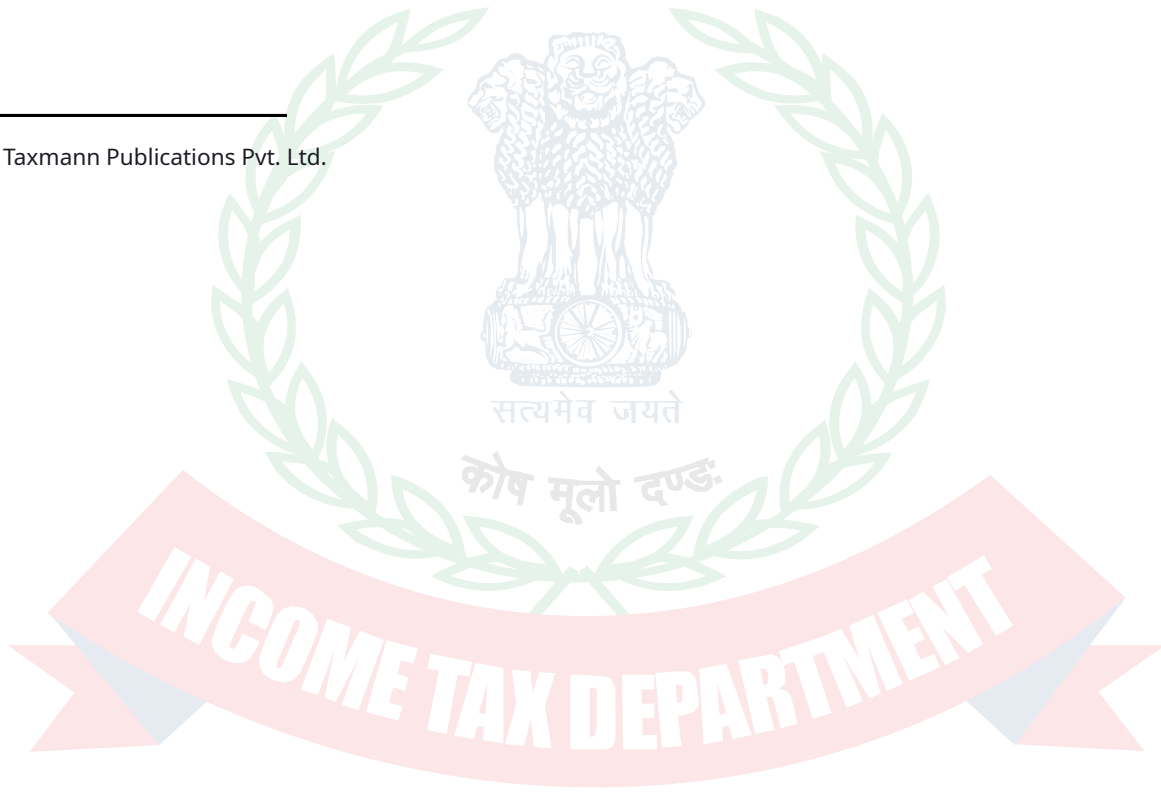 Taxmann Publications Pvt. Ltd.
सत्यमेव जयते
कोष मूलो दण्डः
INCOME TAX DEPARTMENT